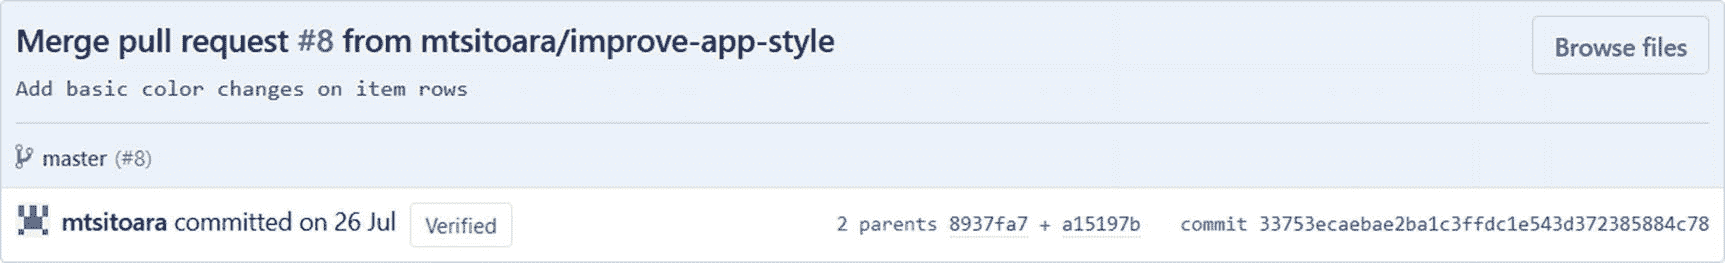 Merge pull request #8 from mtsitoara/improve-app-style
Browse files
Add basic color changes on item rows
master (#8)
mtsitoara committed on 26 Jul Verified 2 parents 8937fa7 + a15197b commit 33753ecaebae2ba1c3ffdc1e543d372385884c78